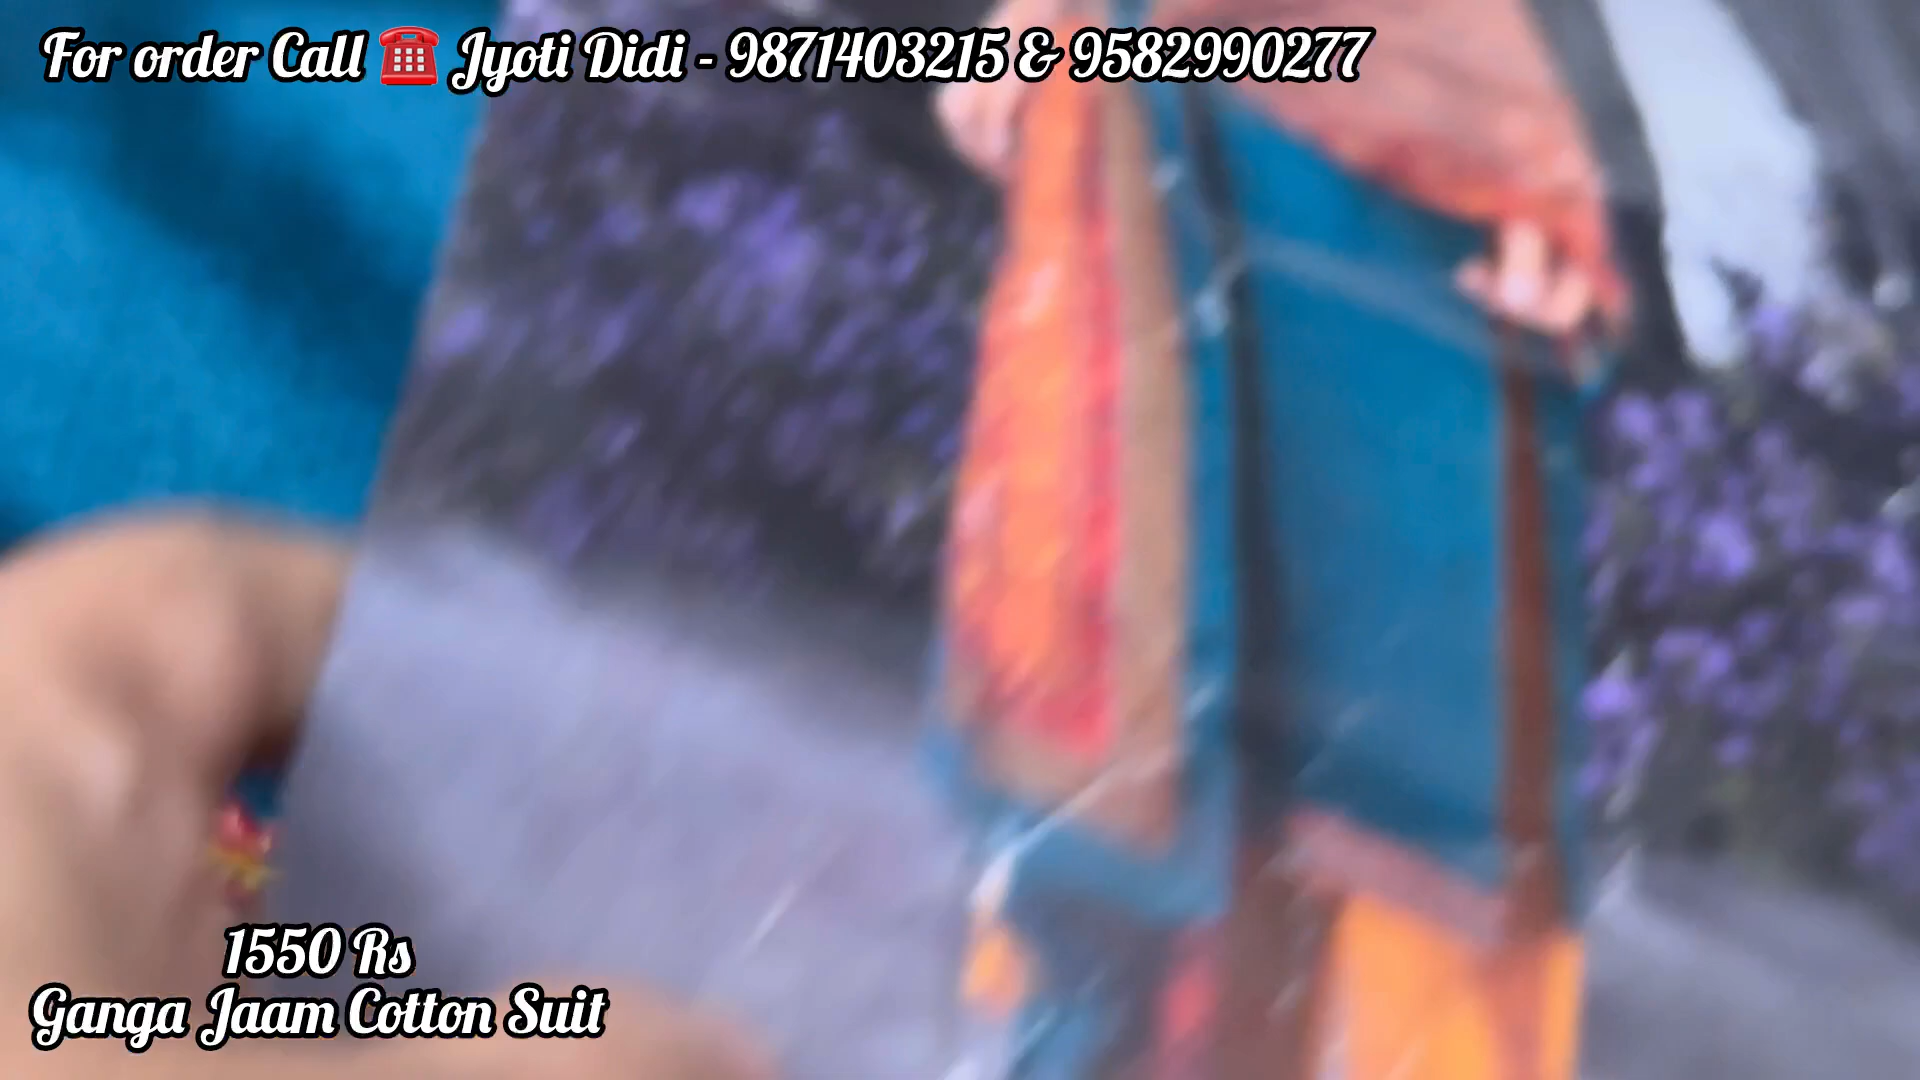 For order Call ☎️ Jyoti Didi - 9871403215 & 9582990277
1550 Rs
Ganga Jaam Cotton Suit